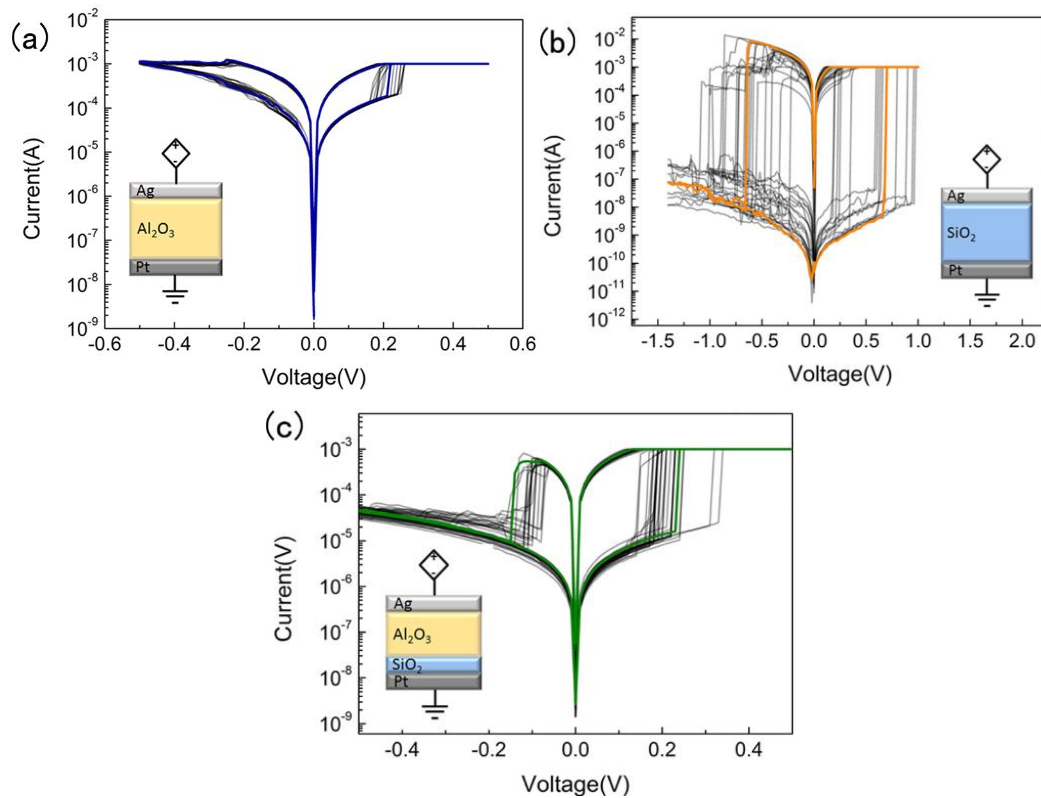 (a)
10⁻²
10⁻³
10⁻⁴
10⁻⁵
10⁻⁶
10⁻⁷
10⁻⁸
10⁻⁹
Current(A)
+
-
Ag
Al₂O₃
Pt
-0.6 -0.4 -0.2 0.0 0.2 0.4 0.6
Voltage(V)
(b)
10⁻²
10⁻³
10⁻⁴
10⁻⁵
10⁻⁶
10⁻⁷
10⁻⁸
10⁻⁹
10⁻¹⁰
10⁻¹¹
10⁻¹²
Current(A)
+
-
Ag
SiO₂
Pt
-1.5 -1.0 -0.5 0.0 0.5 1.0 1.5 2.0
Voltage(V)
(c)
10⁻³
10⁻⁴
10⁻⁵
10⁻⁶
10⁻⁷
10⁻⁸
10⁻⁹
Current(V)
+
-
Ag
Al₂O₃
SiO₂
Pt
-0.4 -0.2 0.0 0.2 0.4
Voltage(V)